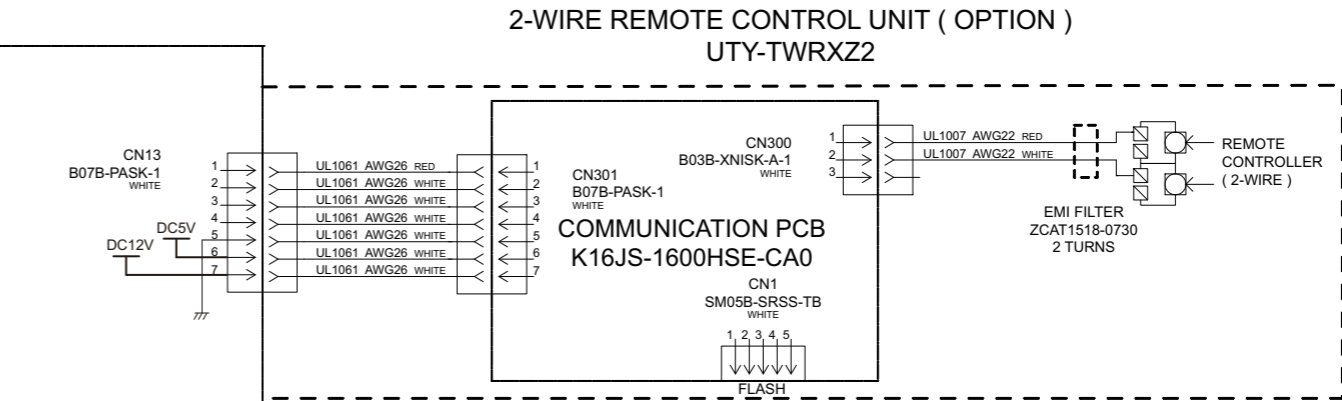 2-WIRE REMOTE CONTROL UNIT ( OPTION )
UTY-TWRXZ2
CN13
B07B-PASK-1
WHITE
1
2
3
4
5
6
7
DC5V
DC12V
UL1061 AWG26 RED
UL1061 AWG26 WHITE
UL1061 AWG26 WHITE
UL1061 AWG26 WHITE
UL1061 AWG26 WHITE
UL1061 AWG26 WHITE
UL1061 AWG26 WHITE
1
2
3
4
5
6
7
CN301
B07B-PASK-1
WHITE
COMMUNICATION PCB
K16JS-1600HSE-CA0
CN1
SM05B-SRSS-TB
WHITE
1 2 3 4 5
FLASH
CN300
B03B-XNISK-A-1
WHITE
1
2
3
UL1007 AWG22 RED
UL1007 AWG22 WHITE
EMI FILTER
ZCAT1518-0730
2 TURNS
REMOTE
CONTROLLER
( 2-WIRE )